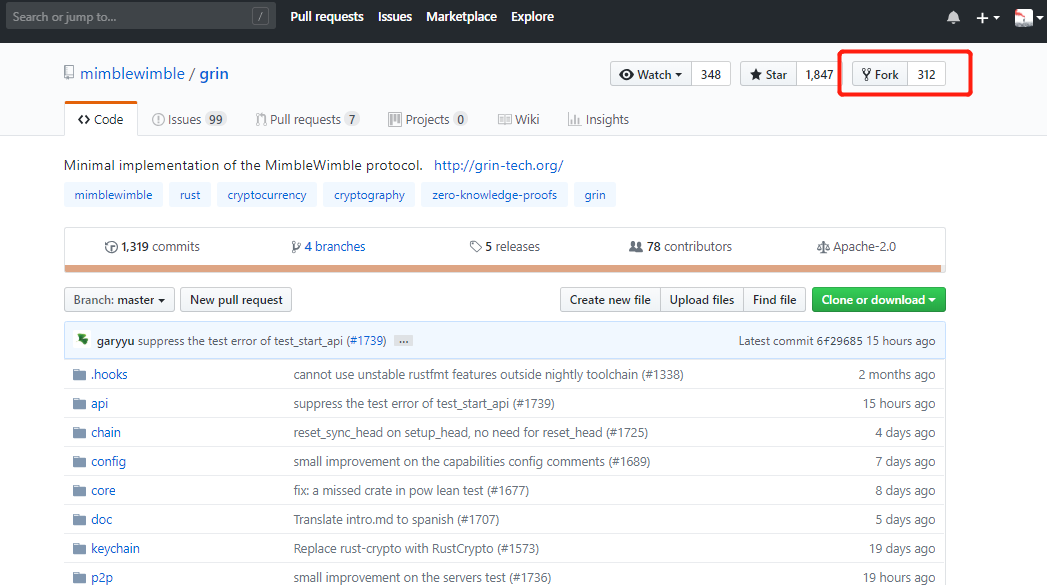 Search or jump to... / Pull requests Issues Marketplace Explore
mimblewimble / grin Watch 348 Star 1,847 Fork 312
Code Issues 99 Pull requests 7 Projects 0 Wiki Insights
Minimal implementation of the MimbleWimble protocol. http://grin-tech.org/
mimblewimble rust cryptocurrency cryptography zero-knowledge-proofs grin
1,319 commits 4 branches 5 releases 78 contributors Apache-2.0
Branch: master New pull request Create new file Upload files Find file Clone or download
garyyu suppress the test error of test_start_api (#1739) ... Latest commit 6f29685 15 hours ago
.hooks cannot use unstable rustfmt features outside nightly toolchain (#1338) 2 months ago
api suppress the test error of test_start_api (#1739) 15 hours ago
chain reset_sync_head on setup_head, no need for reset_head (#1725) 4 days ago
config small improvement on the capabilities config comments (#1689) 7 days ago
core fix: a missed crate in pow lean test (#1677) 8 days ago
doc Translate intro.md to spanish (#1707) 5 days ago
keychain Replace rust-crypto with RustCrypto (#1573) 19 days ago
p2p small improvement on the servers test (#1736) 19 hours ago